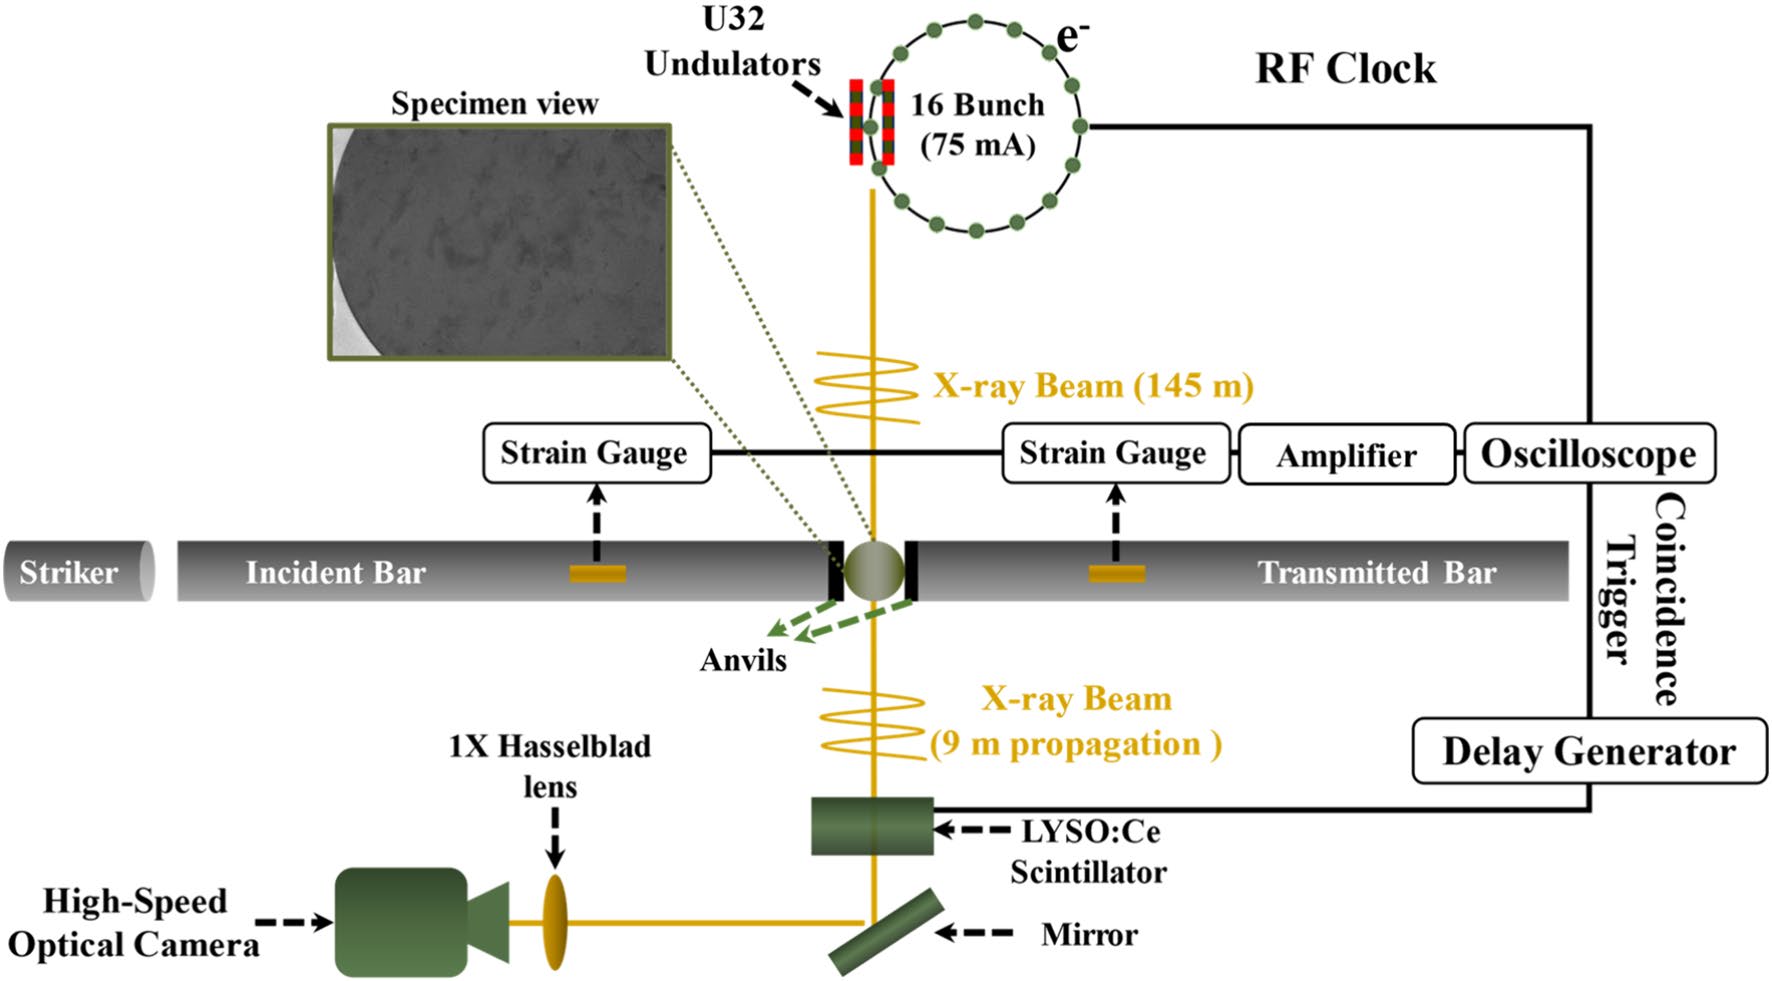 U32
Undulators
e-
RF Clock
16 Bunch
(75 mA)
Specimen view
X-ray Beam (145 m)
Strain Gauge
Strain Gauge
Amplifier
Oscilloscope
Coincidence
Trigger
Striker
Incident Bar
Transmitted Bar
Anvils
X-ray Beam
(9 m propagation )
Delay Generator
1X Hasselblad
lens
LYSO:Ce
Scintillator
High-Speed
Optical Camera
Mirror